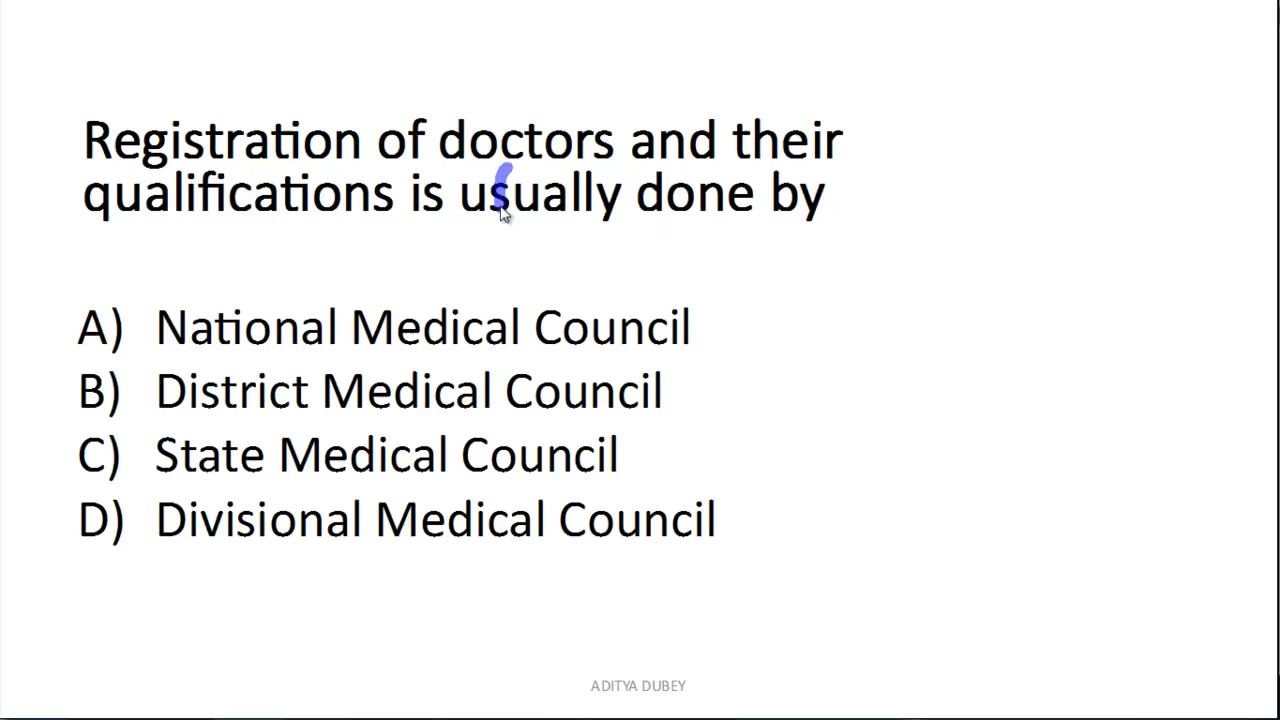 Registration of doctors and their
qualifications is usually done by
A) National Medical Council
B) District Medical Council
C) State Medical Council
D) Divisional Medical Council
ADITYA DUBEY